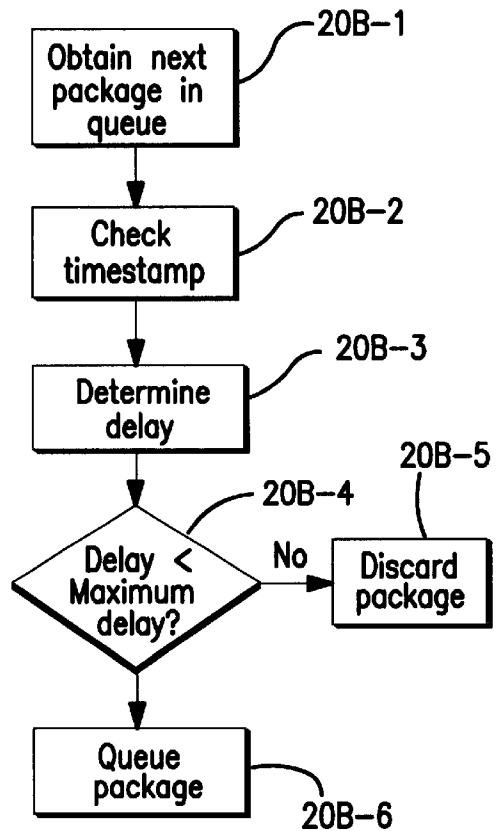 20B-1
Obtain next
package in
queue
20B-2
Check
timestamp
20B-3
Determine
delay
20B-4
20B-5
Delay <
Maximum
delay?
No
Discard
package
Queue
package
20B-6